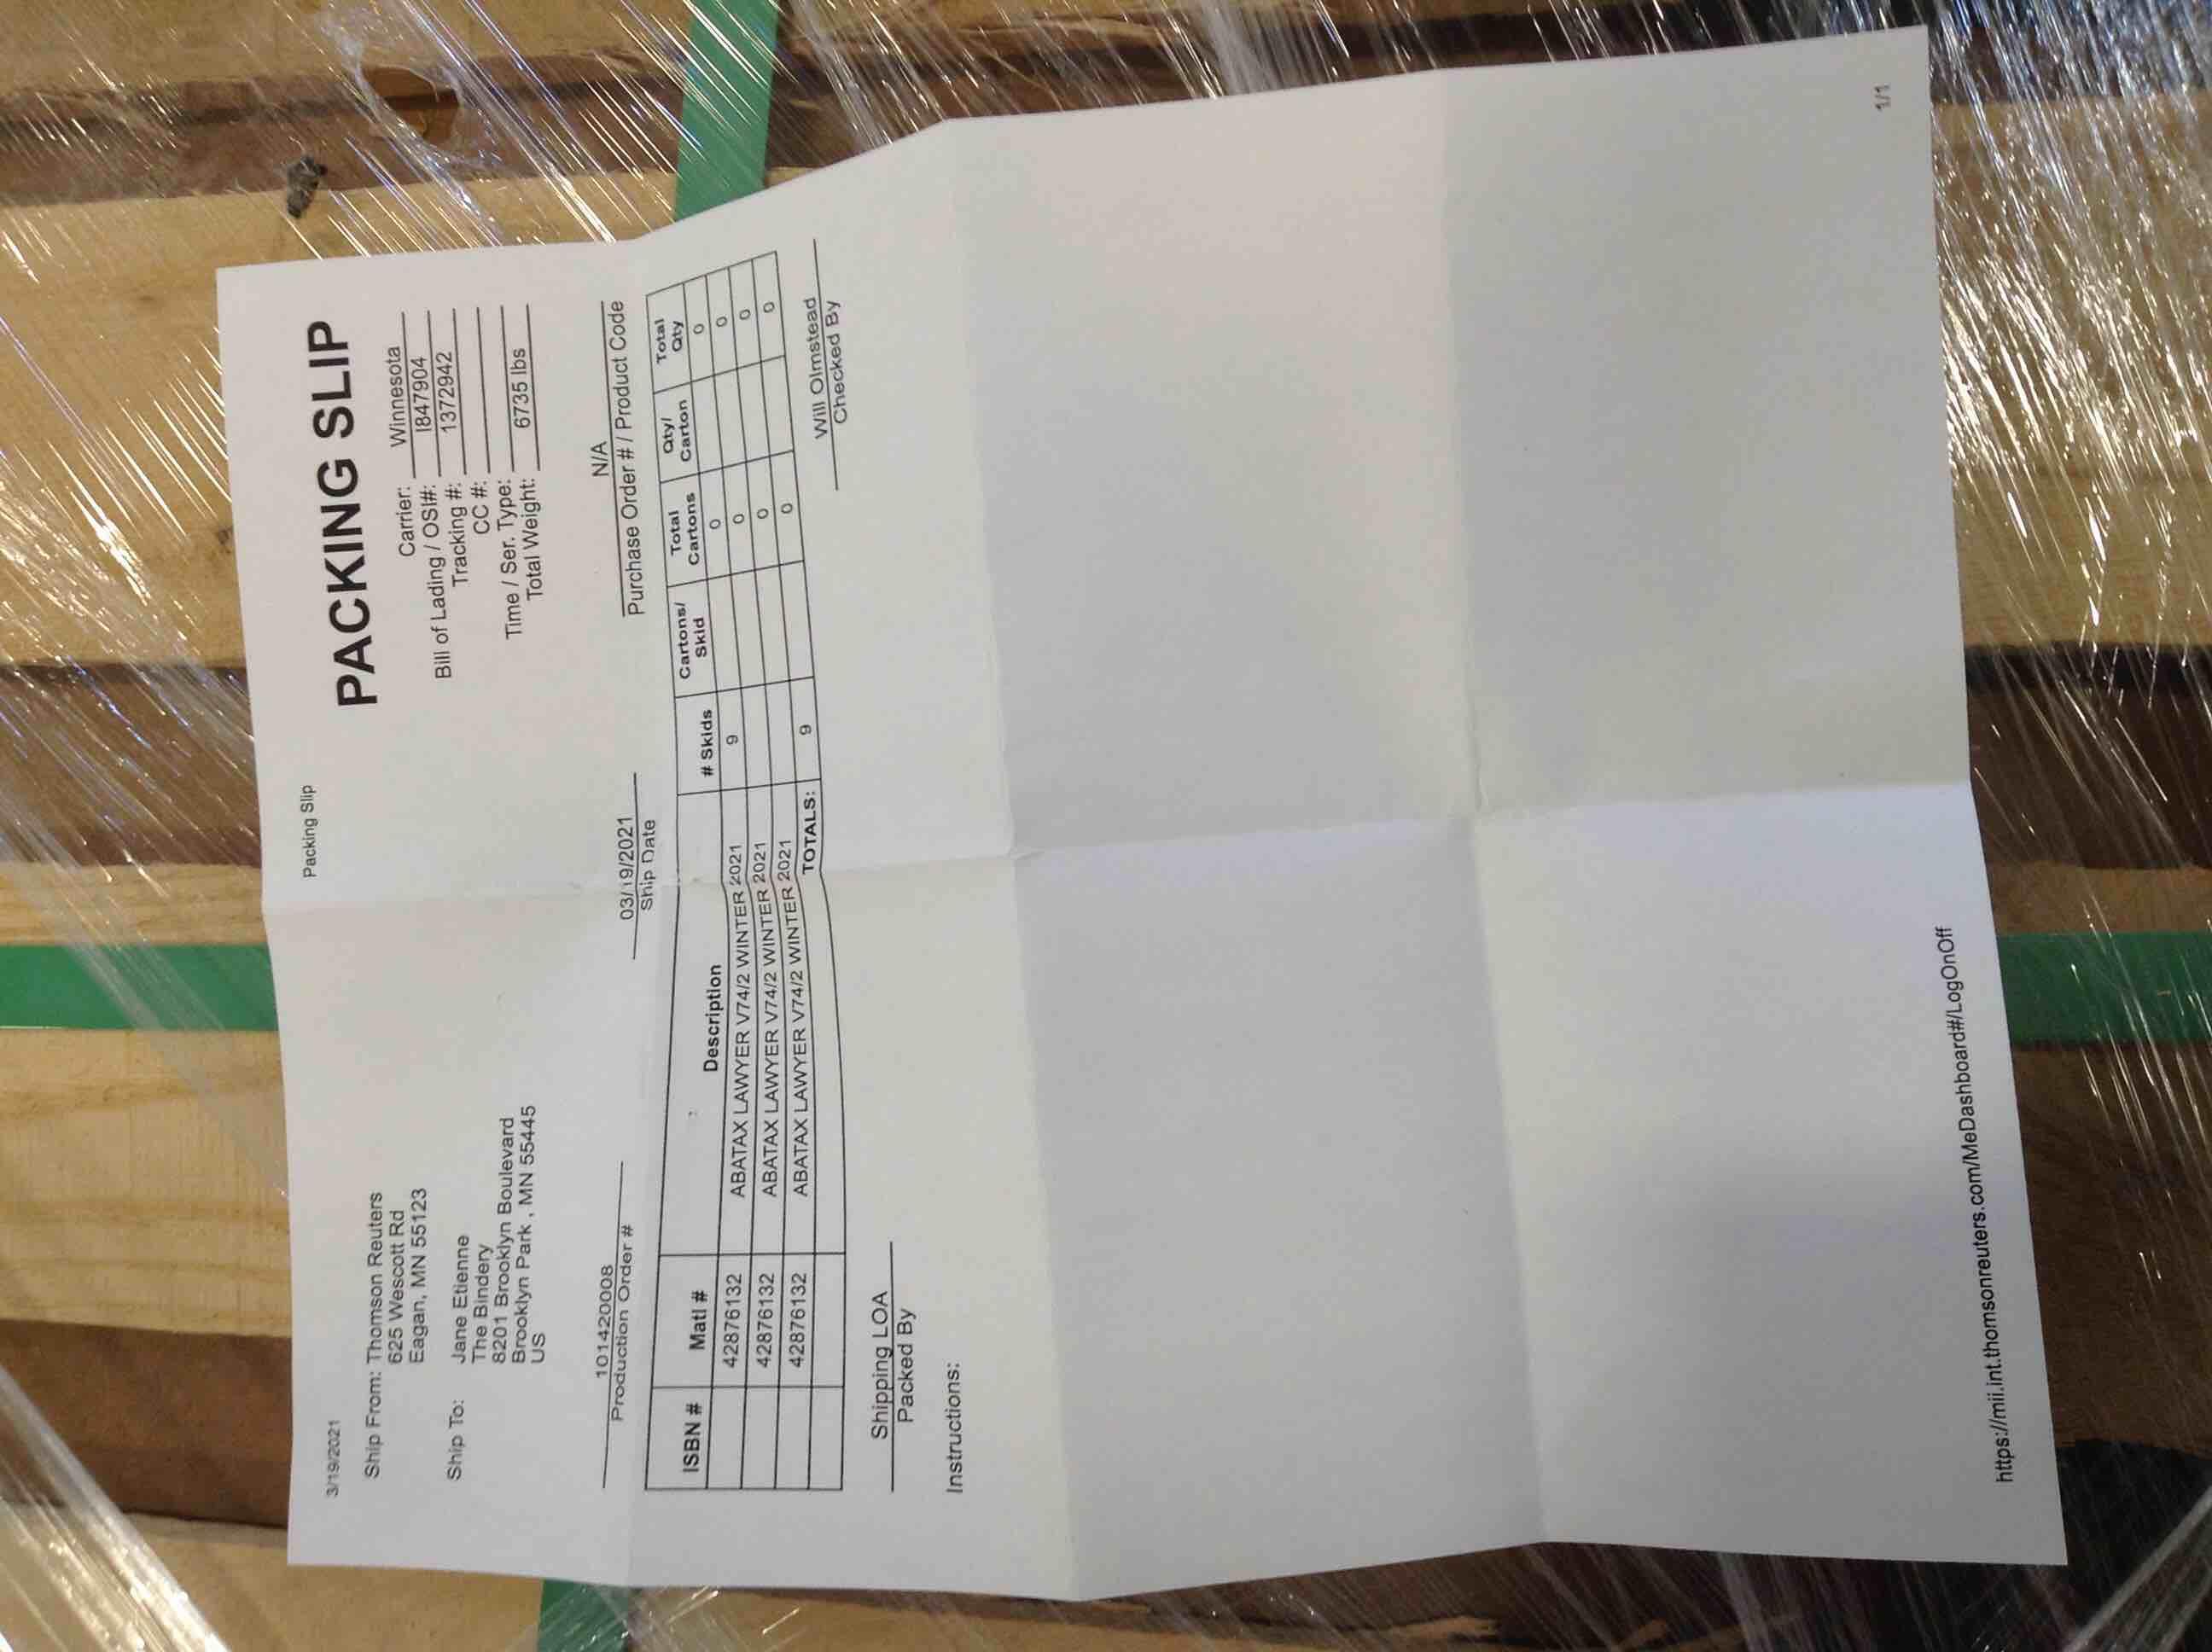 3/19/2021
Packing Slip
PACKING SLIP
Ship From: Thomson Reuters
625 Wescott Rd
Eagan, MN 55123
Ship To: Jane Etienne
The Bindery
8201 Brooklyn Boulevard
Brooklyn Park , MN 55445
US
Carrier: Winnesota
Bill of Lading / OSI#: I847904
Tracking #: 1372942
CC #:
Time / Ser. Type:
Total Weight: 6735 lbs
101420008
Production Order #
03/19/2021
Ship Date
N/A
Purchase Order # / Product Code
ISBN # Matl # Description # Skids Cartons/ Skid Total Cartons Qty/ Carton Total Qty
42876132 ABATAX LAWYER V74/2 WINTER 2021 9 0 0
42876132 ABATAX LAWYER V74/2 WINTER 2021 0 0
42876132 ABATAX LAWYER V74/2 WINTER 2021 0 0
TOTALS: 9 0 0
Shipping LOA
Packed By
Will Olmstead
Checked By
Instructions:
https://mii.int.thomsonreuters.com/MeDashboard#/LogOnOff
1/1